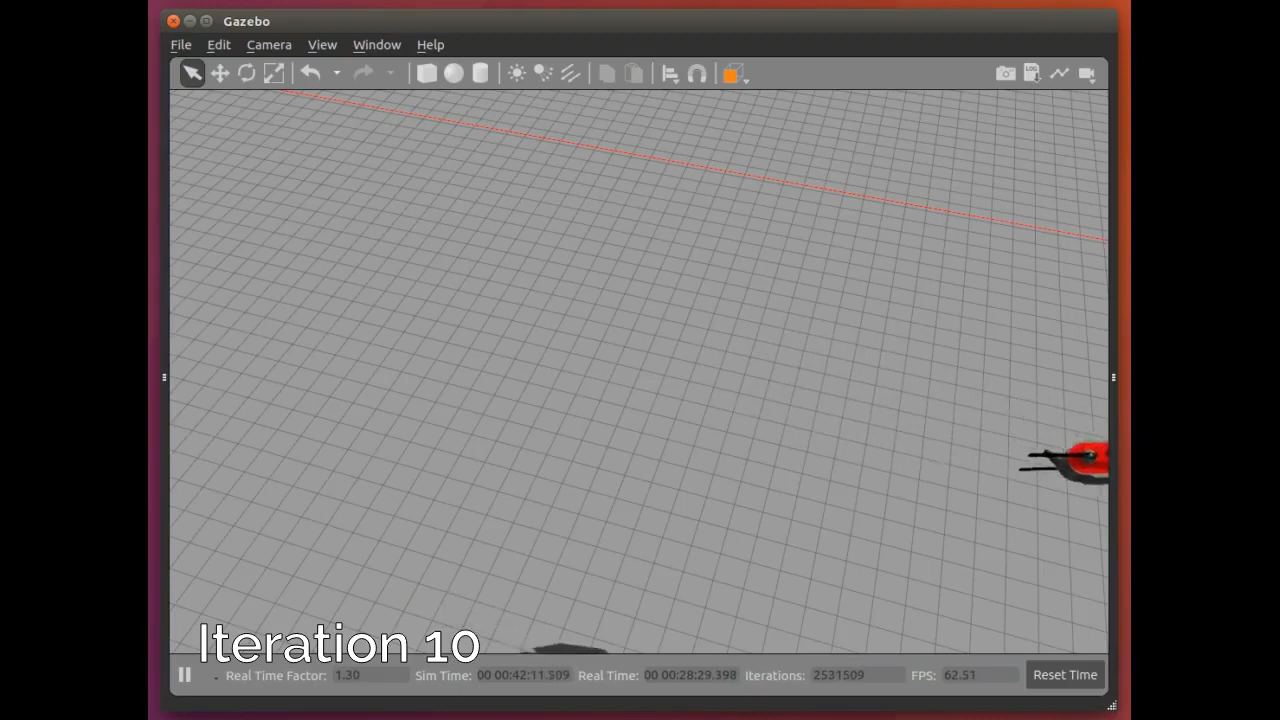 Gazebo
File Edit Camera View Window Help
LOG
Iteration 10
Real Time Factor: 1.30 Sim Time: 00 00:42:11.509 Real Time: 00 00:28:29.398 Iterations: 2531509 FPS: 62.51 Reset Time